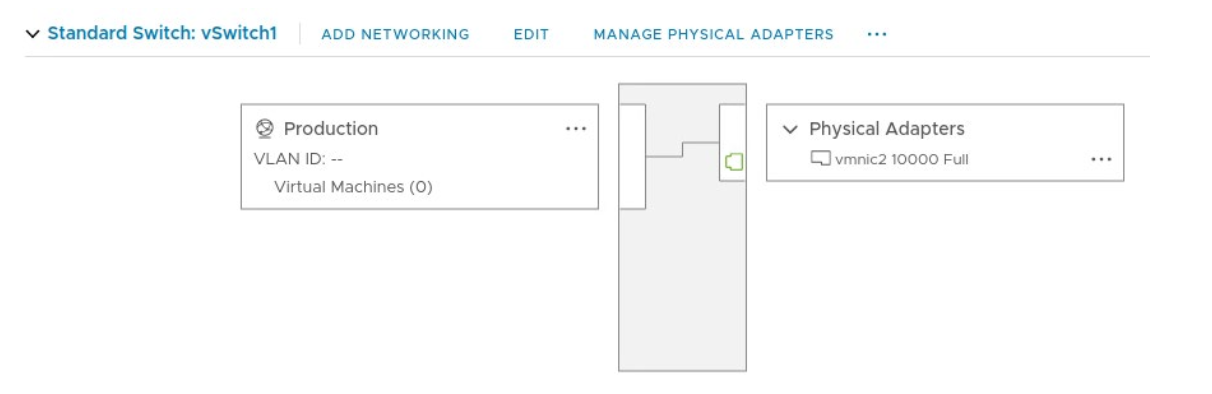 Standard Switch: vSwitch1 ADD NETWORKING EDIT MANAGE PHYSICAL ADAPTERS ...
Production ...
VLAN ID: --
Virtual Machines (0)
Physical Adapters
vmnic2 10000 Full ...